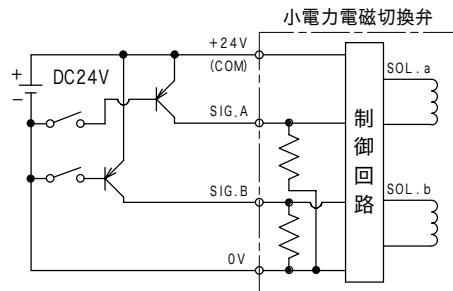 小電力電磁切換弁
+24V
(COM)
DC24V
+
−
SIG.A
SIG.B
0V
制御回路
SOL.a
SOL.b